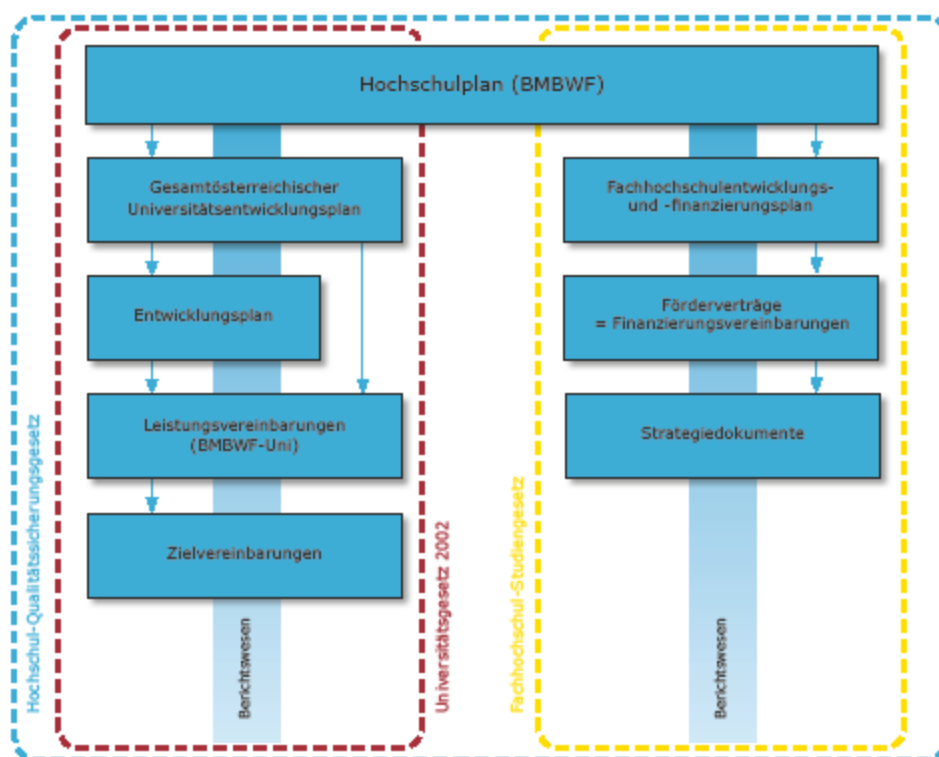 Hochschulplan (BMBWF)
Gesamtösterreichischer
Universitätsentwicklungsplan
Entwicklungsplan
Leistungsvereinbarungen
(BMBWF-Uni)
Zielvereinbarungen
Berichtswesen
Fachhochschulentwicklungs-
und -finanzierungsplan
Förderverträge
= Finanzierungsvereinbarungen
Strategiedokumente
Berichtswesen
Hochschul-Qualitätssicherungsgesetz
Universitätsgesetz 2002
Fachhochschul-Studiengesetz